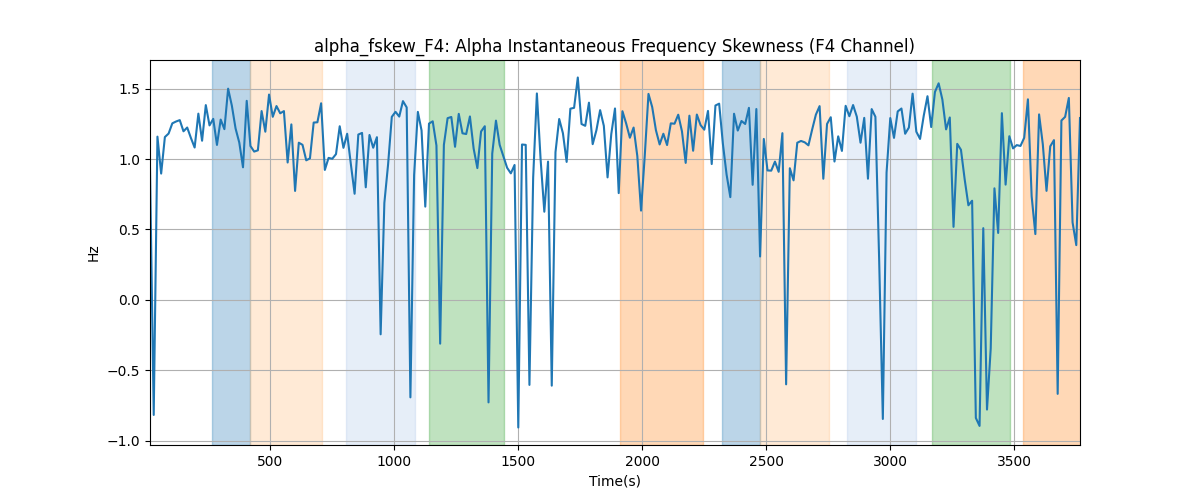 alpha_fskew_F4: Alpha Instantaneous Frequency Skewness (F4 Channel)
1.5
1.0
0.5
0.0
−0.5
−1.0
Hz
500 1000 1500 2000 2500 3000 3500
Time(s)